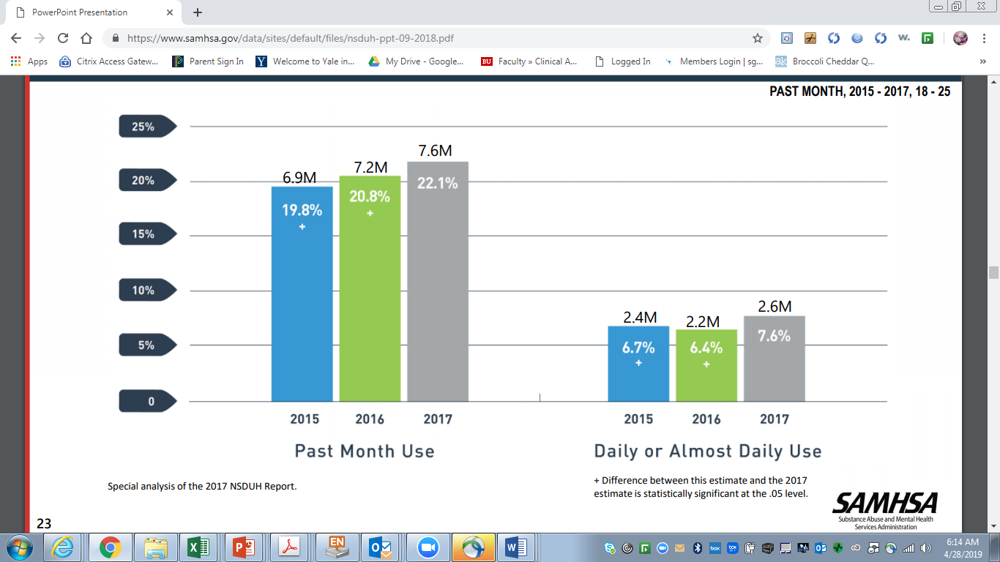 PowerPoint Presentation
https://www.samhsa.gov/data/sites/default/files/nsduh-ppt-09-2018.pdf
w.
Apps Citrix Access Gatew... Parent Sign In Y Welcome to Yale in... My Drive - Google... BU Faculty » Clinical A... Logged In Members Login | sg... ak Broccoli Cheddar Q... »
PAST MONTH, 2015 - 2017, 18 - 25
25%
20%
15%
10%
5%
0
6.9M
7.2M
7.6M
19.8%
+
20.8%
+
22.1%
2.4M
2.2M
2.6M
6.7%
+
6.4%
+
7.6%
2015 2016 2017
2015 2016 2017
Past Month Use
Daily or Almost Daily Use
Special analysis of the 2017 NSDUH Report.
+ Difference between this estimate and the 2017
estimate is statistically significant at the .05 level.
SAMHSA
Substance Abuse and Mental Health
Services Administration
23
EN
6:14 AM
4/28/2019